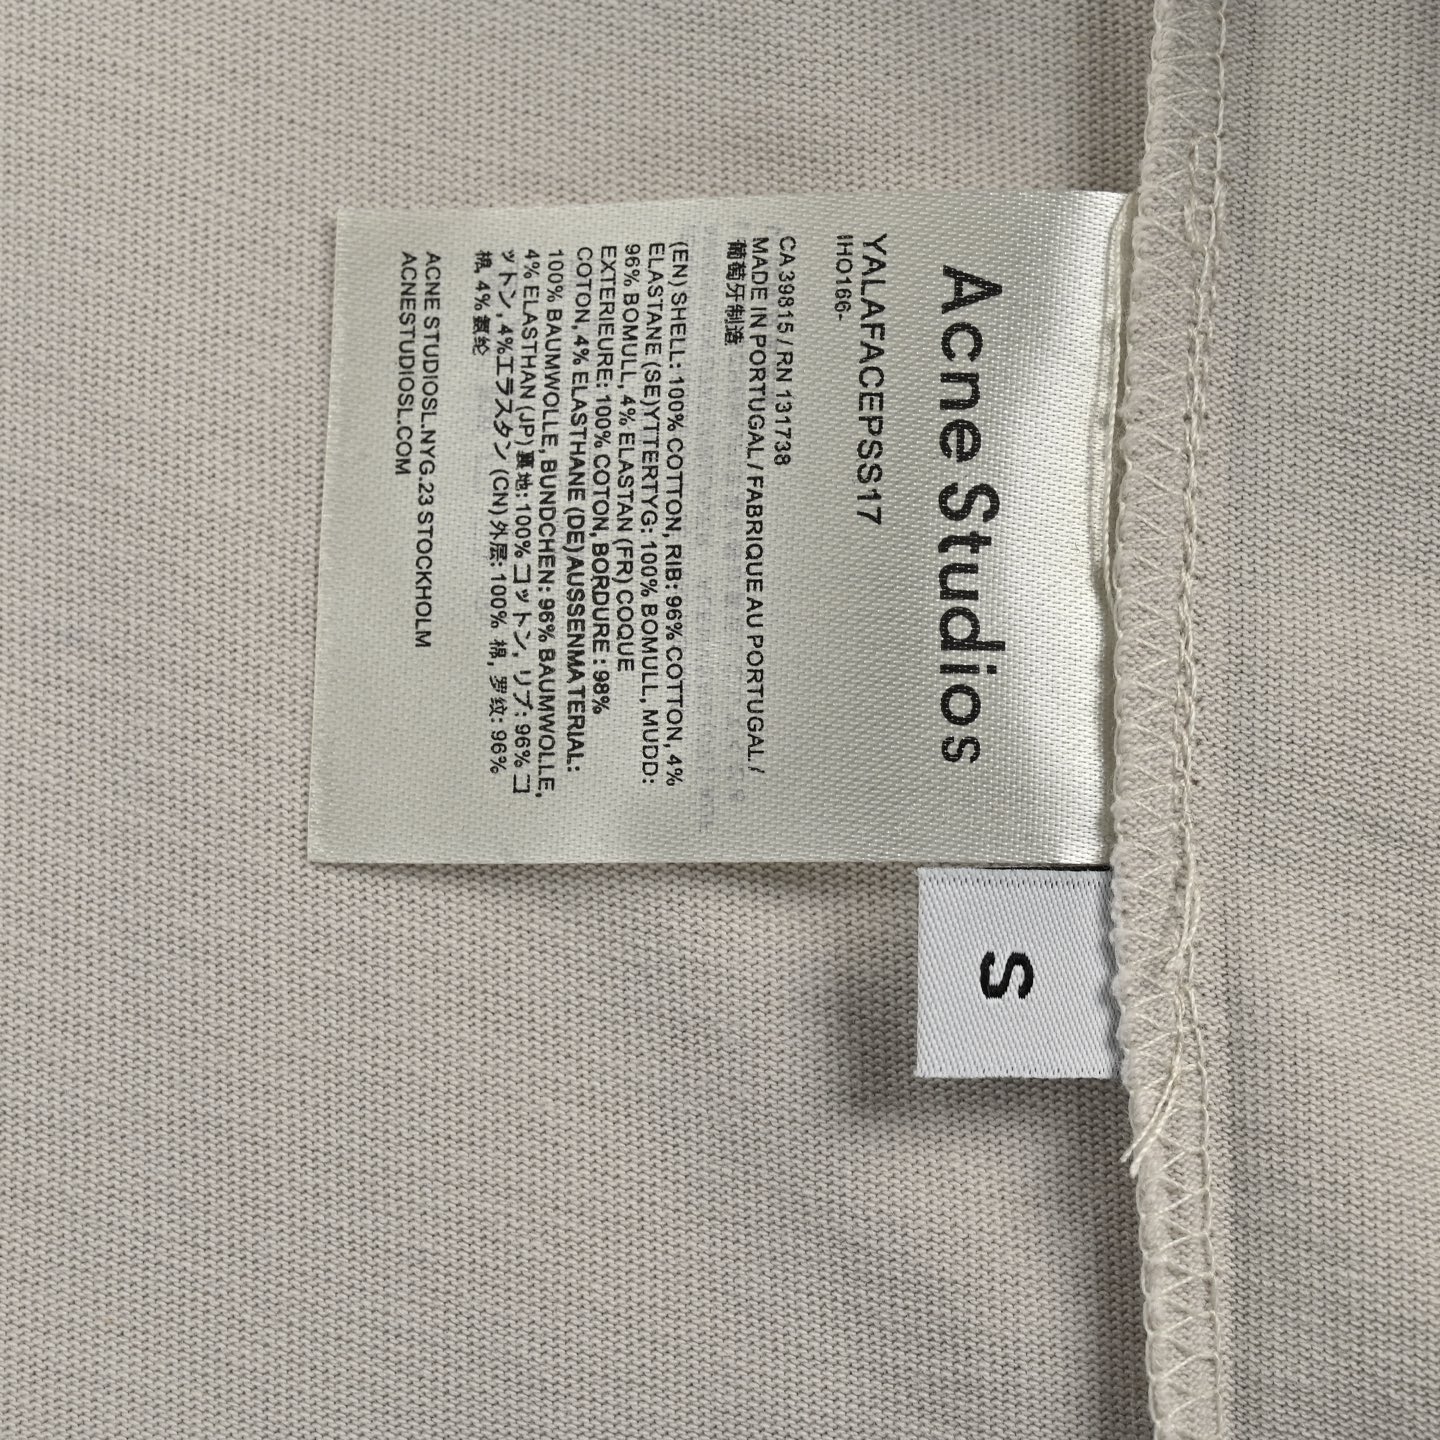 Acne Studios
YALAFACEPSS17
IHO166-
CA 39815 / RN 131738
MADE IN PORTUGAL / FABRIQUE AU PORTUGAL /
葡萄牙制造
(EN) SHELL: 100% COTTON, RIB: 96% COTTON, 4%
ELASTANE (SE)YTTERTYG: 100% BOMULL, MUDD:
96% BOMULL, 4% ELASTAN (FR) COQUE
EXTERIEURE: 100% COTON, BORDURE : 98%
COTON, 4% ELASTHANE (DE) AUSSENMATERIAL:
100% BAUMWOLLE, BUNDCHEN: 96% BAUMWOLLE,
4% ELASTHAN (JP) 裏地: 100% コットン, リブ: 96% コ
ットン, 4%エラスタン (CN) 外层: 100% 棉, 罗纹: 96%
棉, 4% 氨纶
ACNE STUDIOSL.NYG.23 STOCKHOLM
ACNESTUDIOSL.COM
S